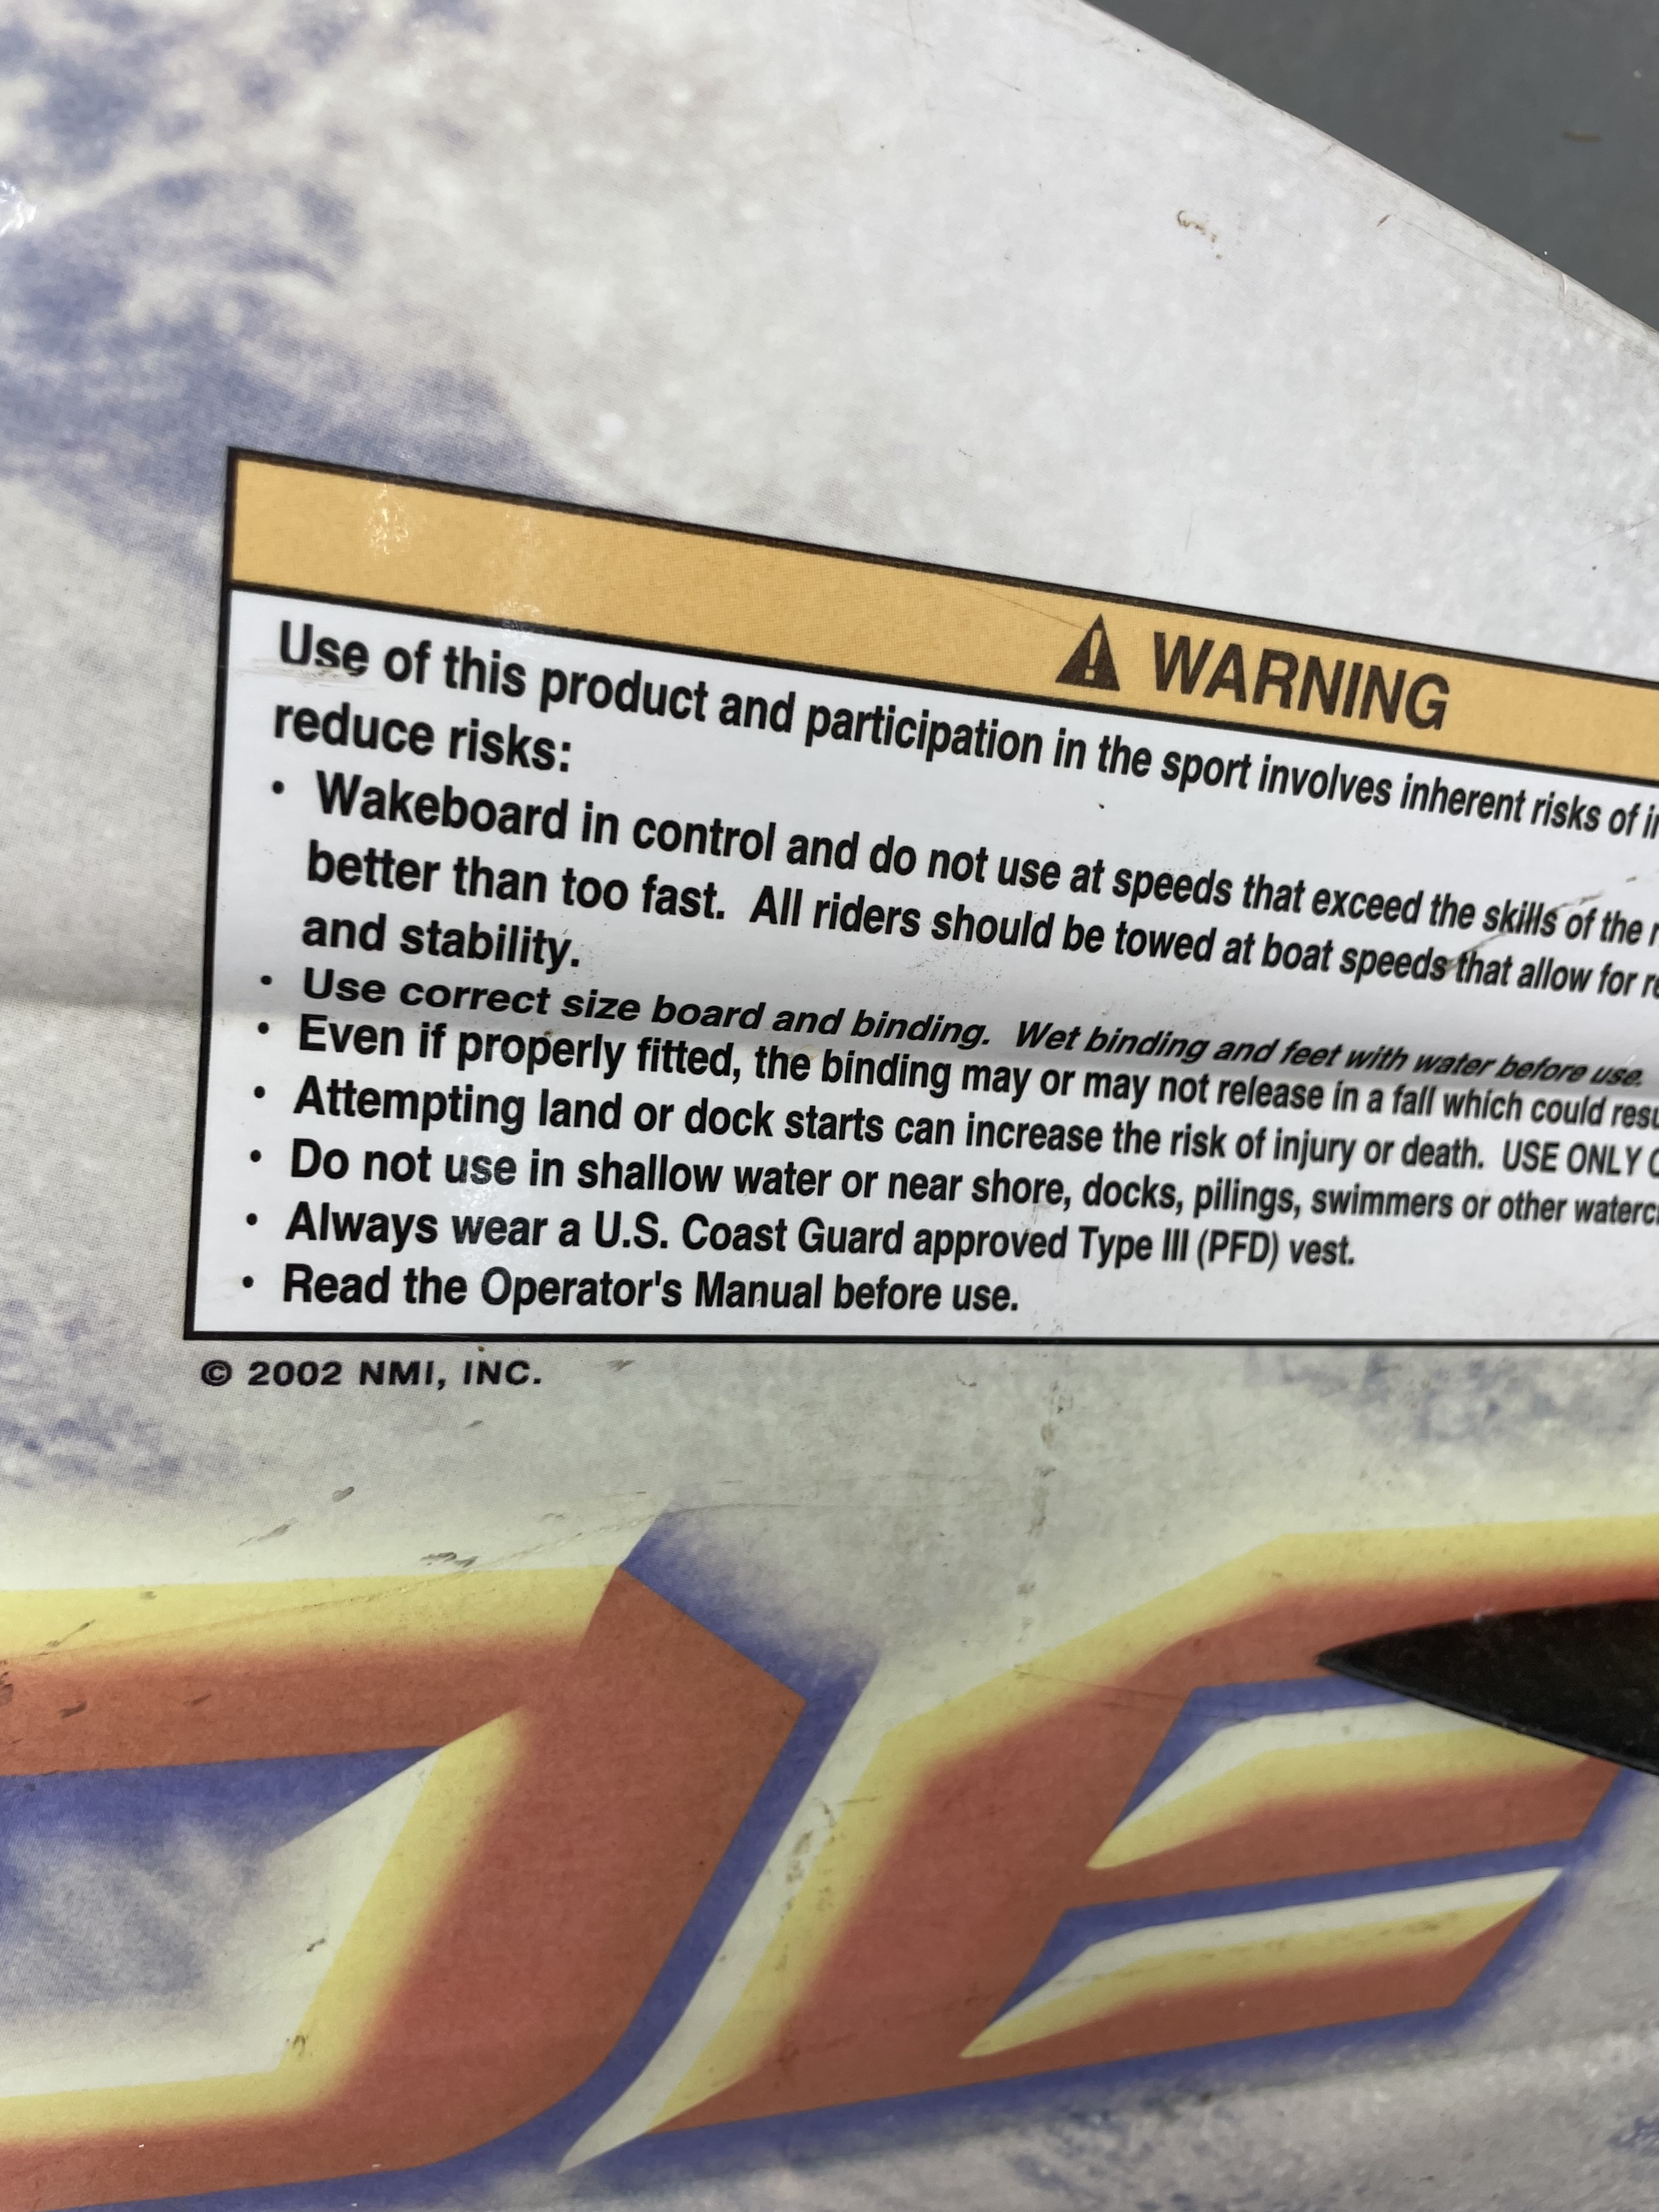 ⚠ WARNING
Use of this product and participation in the sport involves inherent risks of
reduce risks:
• Wakeboard in control and do not use at speeds that exceed the skills of the
better than too fast. All riders should be towed at boat speeds that allow for
and stability.
• Use correct size board and binding. Wet binding and feet with water before use.
• Even if properly fitted, the binding may or may not release in a fall which could
• Attempting land or dock starts can increase the risk of injury or death. USE ONLY
• Do not use in shallow water or near shore, docks, pilings, swimmers or other
• Always wear a U.S. Coast Guard approved Type III (PFD) vest.
• Read the Operator's Manual before use.
© 2002 NMI, INC.